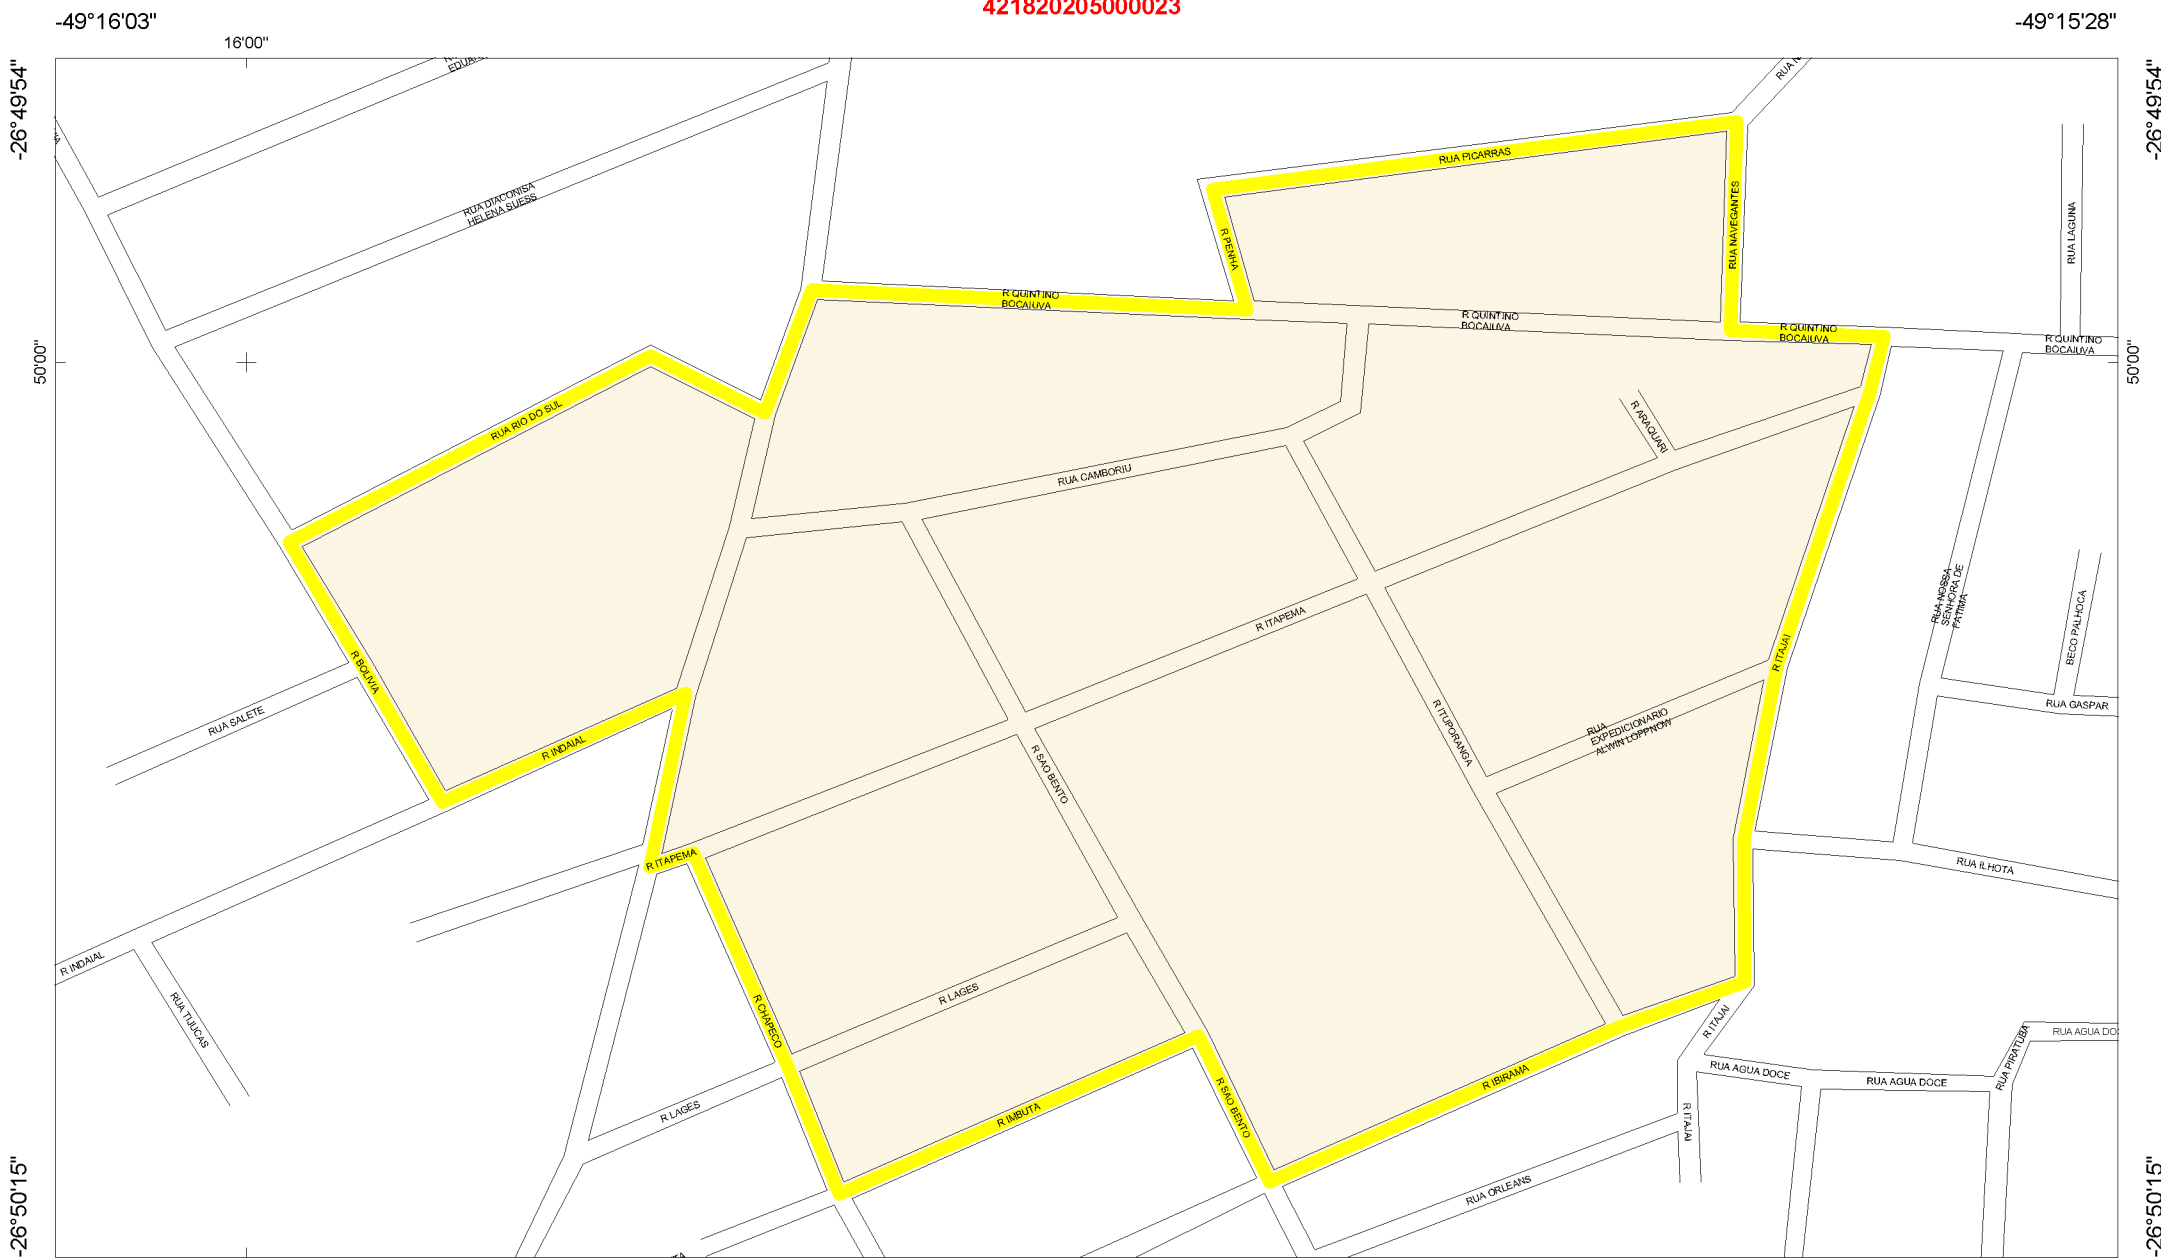 421820205000023
-49°16'03"
-49°15'28"
16'00"
-26°49'54"
-26°49'54"
RUA DIACONISA
HELENA SUESS
RUA PICARRAS
R PENHA
RUA NAVEGANTES
RUA LAGUNA
R QUINTINO
BOCAIUVA
R QUINTINO
BOCAIUVA
R QUINTINO
BOCAIUVA
R QUINTINO
BOCAIUVA
50'00"
50'00"
RUA RIO DO SUL
R ARAQUARI
RUA CAMBORIU
R ITAPEMA
RUA NOSSA
SENHORA DE
FATIMA
BECO PALHOCA
R BOLIVIA
R ITAJAI
RUA SALETE
R INDAIAL
RUA GASPAR
R ITUPORANGA
RUA
EXPEDICIONARIO
ALWIN LOPPNOW
R SAO BENTO
R ITAPEMA
RUA ILHOTA
R INDAIAL
RUA TIJUCAS
R LAGES
R CHAPECO
R ITAJAI
RUA AGUA DO
RUA PIRATUBA
RUA AGUA DOCE
RUA AGUA DOCE
R IBIRAMA
R LAGES
R IMBUTA
R SAO BENTO
R ITAJAI
RUA ORLEANS
-26°50'15"
-26°50'15"